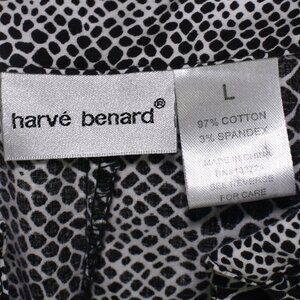 harvé benard®
L
97% COTTON
3% SPANDEX
MADE IN CHINA
SEE REVERSE
FOR CARE